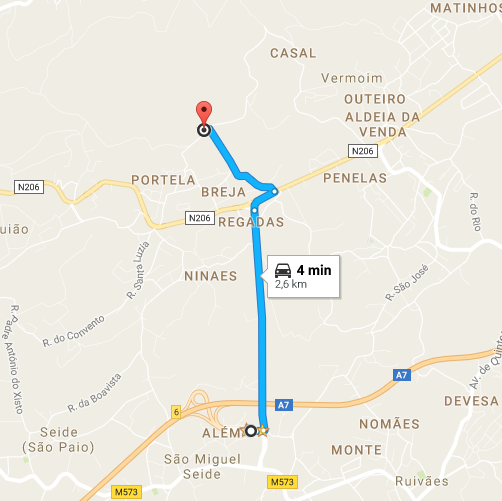 MATINHOS
CASAL
Vermoim
OUTEIRO
ALDEIA DA
VENDA
N206
PORTELA
BREJA
PENELAS
N206
N206
REGADAS
R. do Rio
R. Santa Luzia
NINAES
4 min
2,6 km
R. São José
R. Padre António do Xisto
R. do Convento
A7
R. da Boavista
A7
6
Av. de Quin
DEVESA
ALÉM
NOMÃES
Seide
(São Paio)
São Miguel
Seide
MONTE
M573
M573
Ruivães